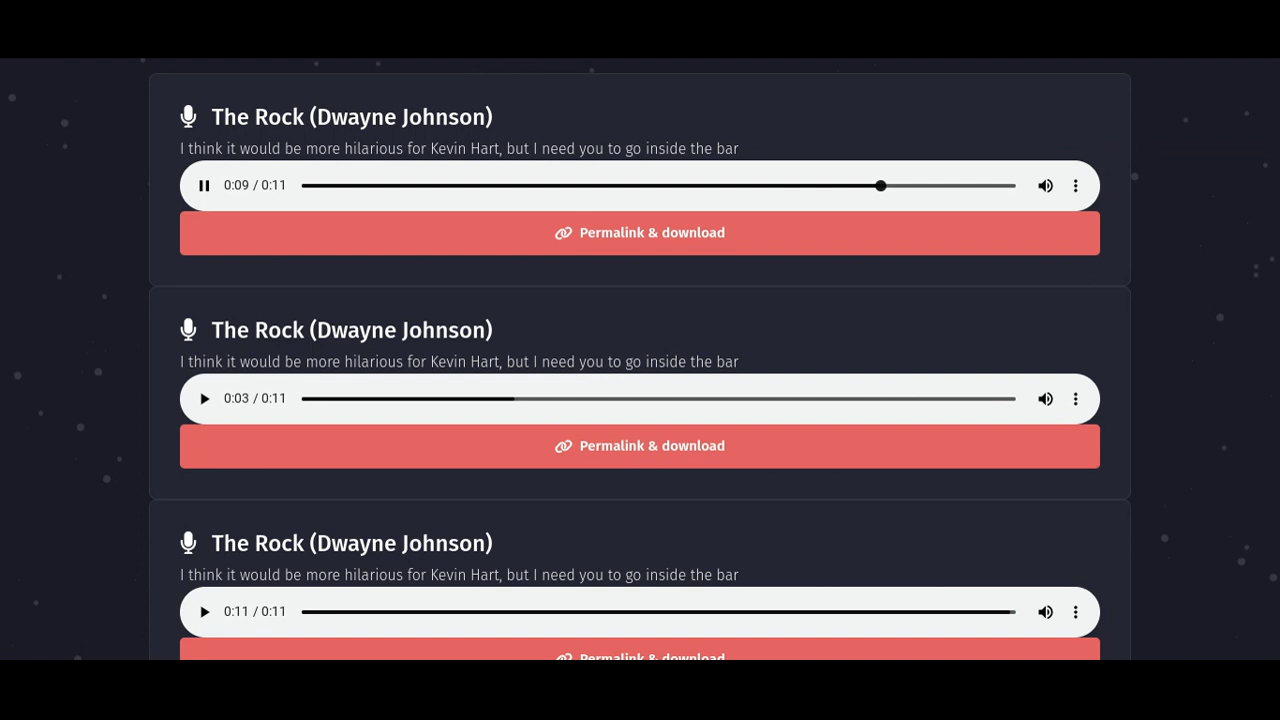 The Rock (Dwayne Johnson)
I think it would be more hilarious for Kevin Hart, but I need you to go inside the bar
0:09 / 0:11
Permalink & download
The Rock (Dwayne Johnson)
I think it would be more hilarious for Kevin Hart, but I need you to go inside the bar
0:03 / 0:11
Permalink & download
The Rock (Dwayne Johnson)
I think it would be more hilarious for Kevin Hart, but I need you to go inside the bar
0:11 / 0:11
Permalink & download